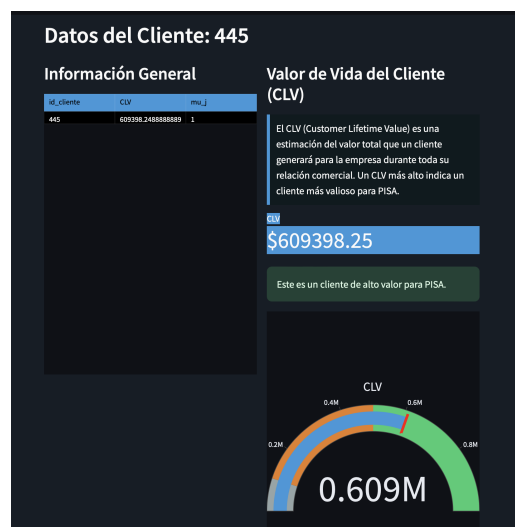 Datos del Cliente: 445
Información General
id_cliente CLV mu_j
445 609398.2488888889 1
Valor de Vida del Cliente
(CLV)
El CLV (Customer Lifetime Value) es una
estimación del valor total que un cliente
generará para la empresa durante toda su
relación comercial. Un CLV más alto indica un
cliente más valioso para PISA.
CLV
$609398.25
Este es un cliente de alto valor para PISA.
CLV
0.4M 0.6M
0.2M 0.8M
0.609M